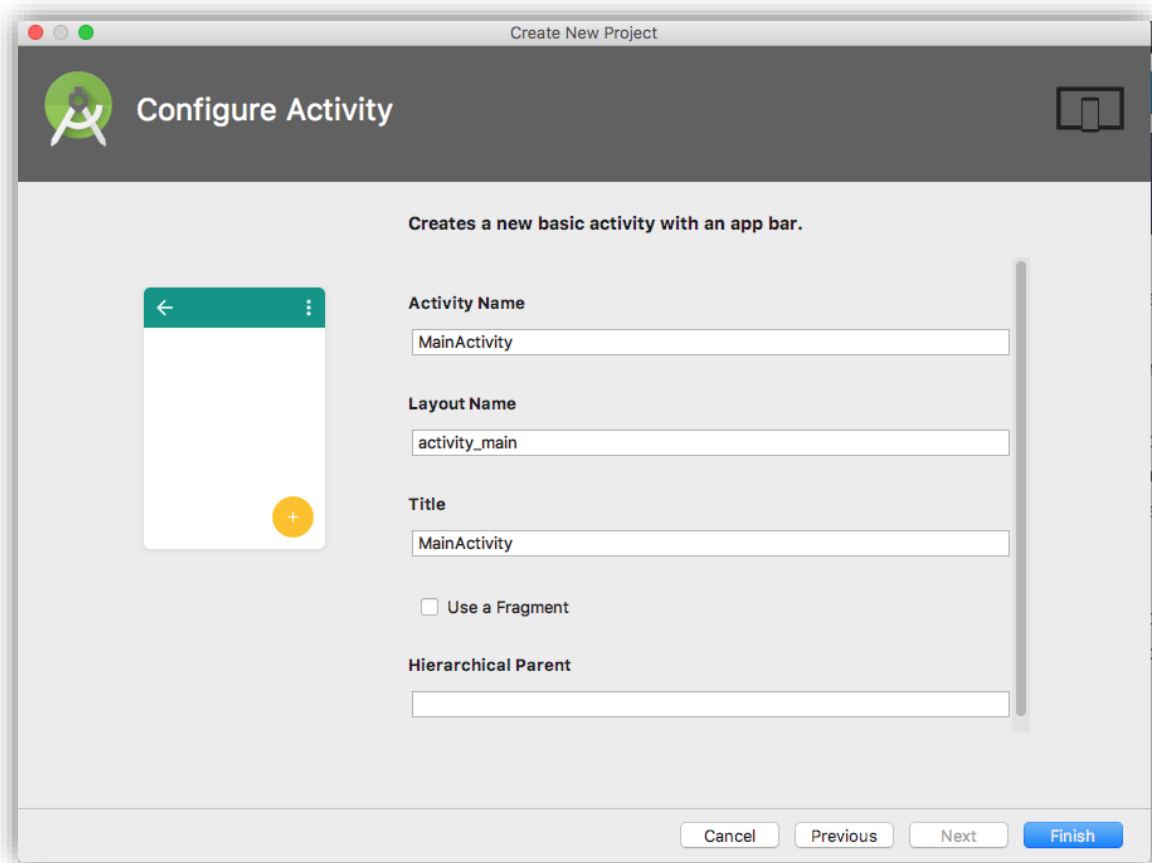 Create New Project
Configure Activity
Creates a new basic activity with an app bar.
Activity Name
MainActivity
Layout Name
activity_main
Title
MainActivity
Use a Fragment
Hierarchical Parent
Cancel
Previous
Next
Finish